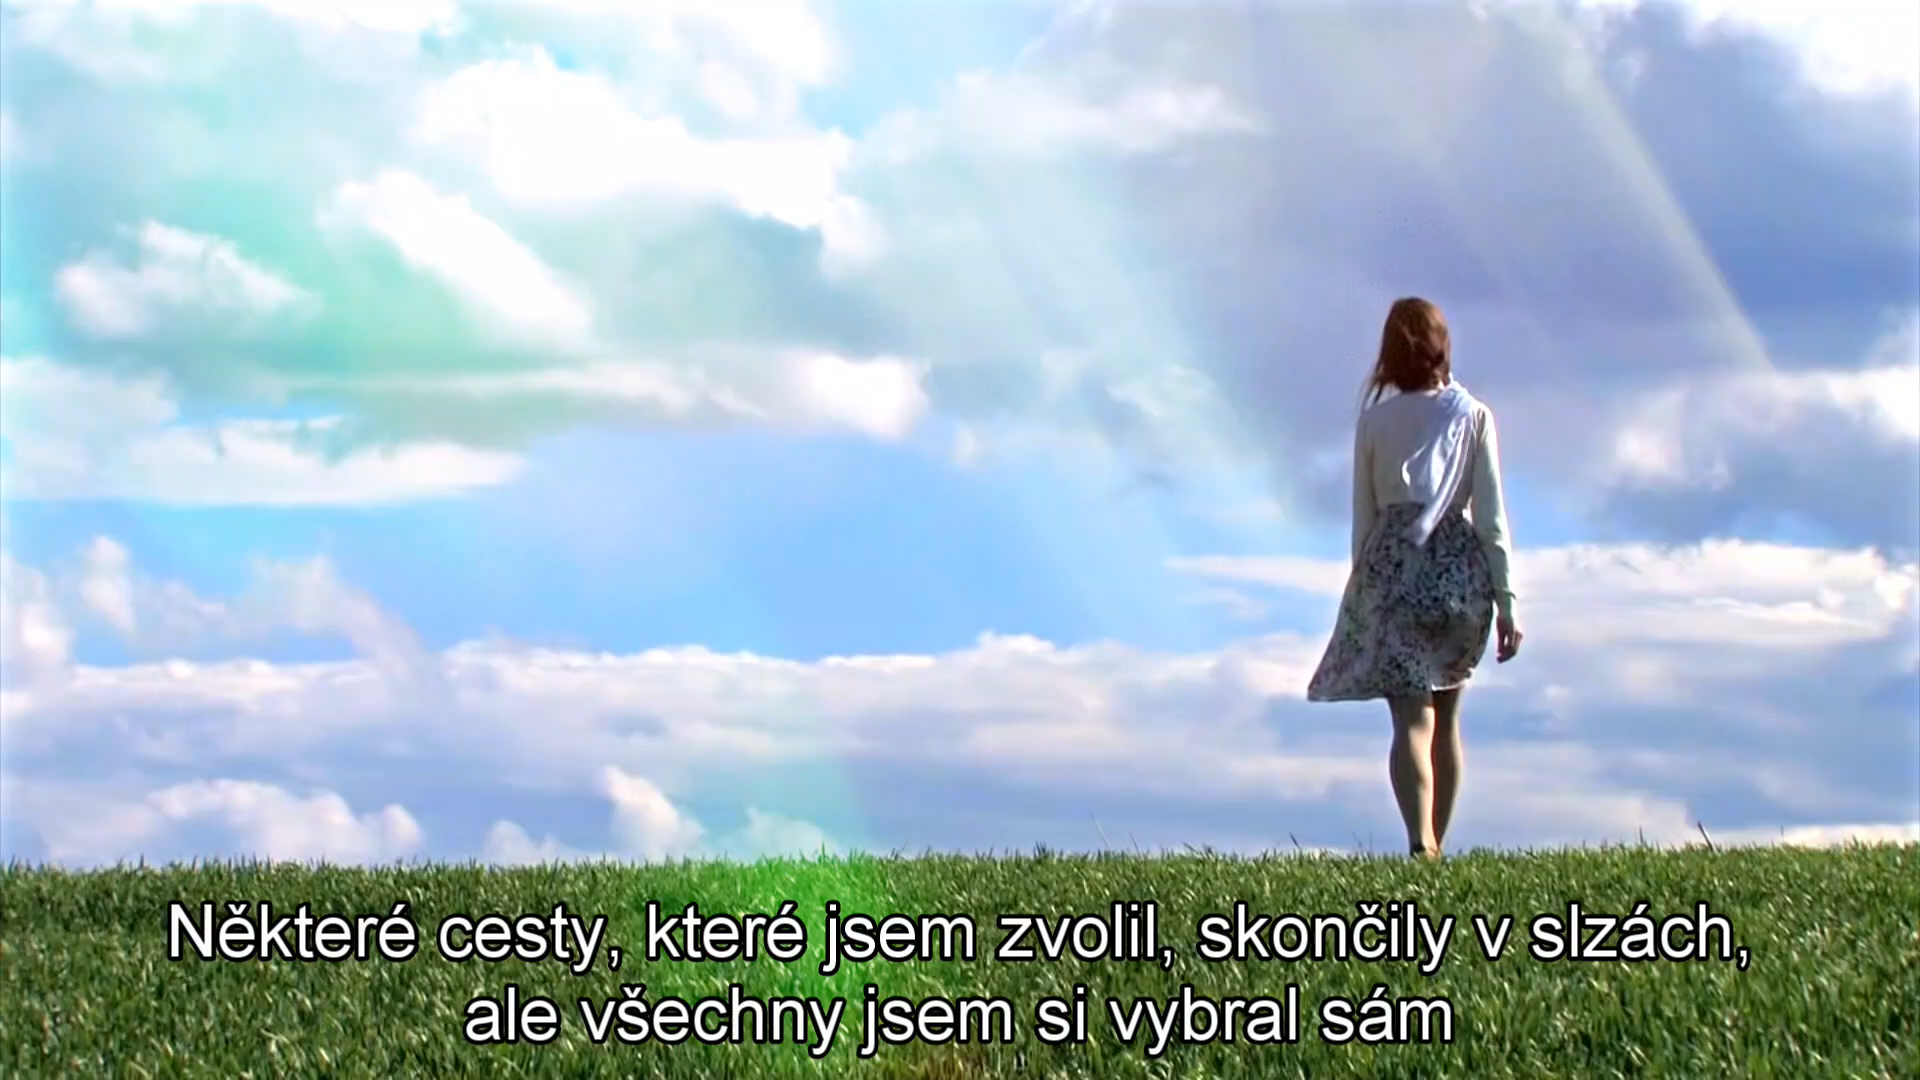 Některé cesty, které jsem zvolil, skončily v slzách,
ale všechny jsem si vybral sám